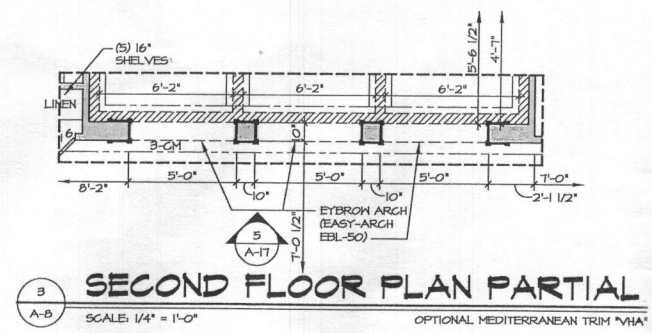 (5) 16"
SHELVES
5'-6 1/2"
4'-7"
6'-2"
6'-2"
6'-2"
LINEN
6
3-CM
8'-2"
5'-0"
10"
5'-0"
10"
5'-0"
7'-0"
2'-1 1/2"
EYBROW ARCH
(EASY-ARCH
EBL-50)
7'-0 1/2"
5
A-17
3
A-8
SECOND FLOOR PLAN PARTIAL
SCALE: 1/4" = 1'-0"
OPTIONAL MEDITERRANEAN TRIM "VHA"